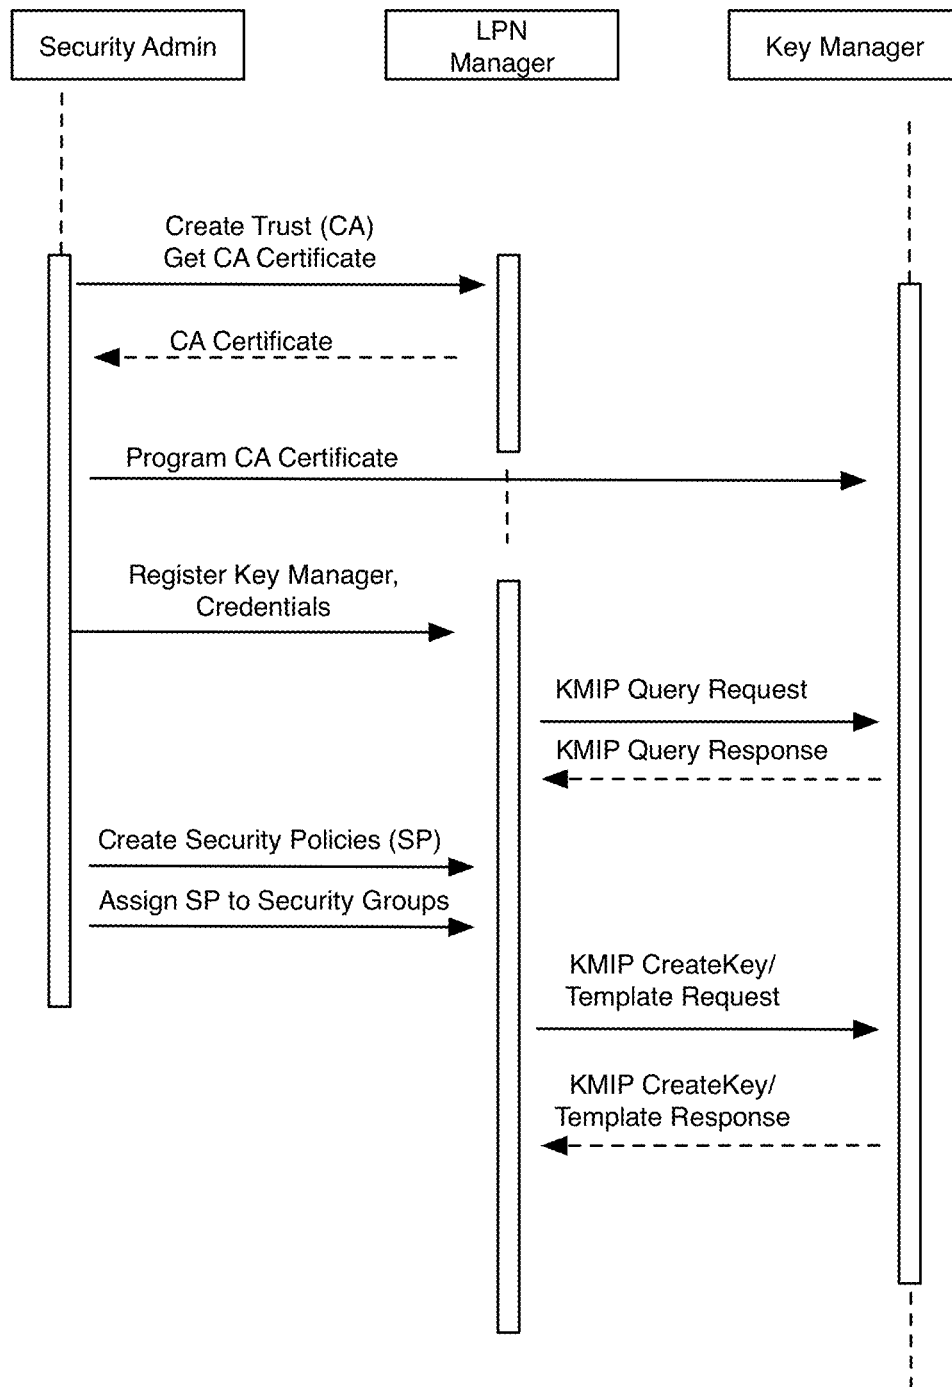 Security Admin
LPN
Manager
Key Manager
Create Trust (CA)
Get CA Certificate
CA Certificate
Program CA Certificate
Register Key Manager,
Credentials
KMIP Query Request
KMIP Query Response
Create Security Policies (SP)
Assign SP to Security Groups
KMIP CreateKey/
Template Request
KMIP CreateKey/
Template Response